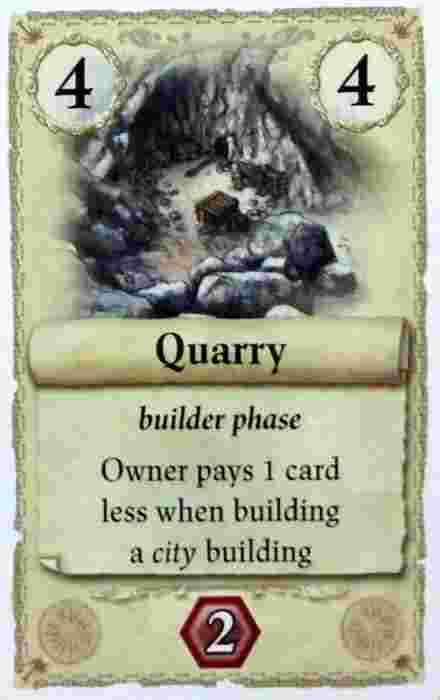 4 4
Quarry
builder phase
Owner pays 1 card
less when building
a city building
2